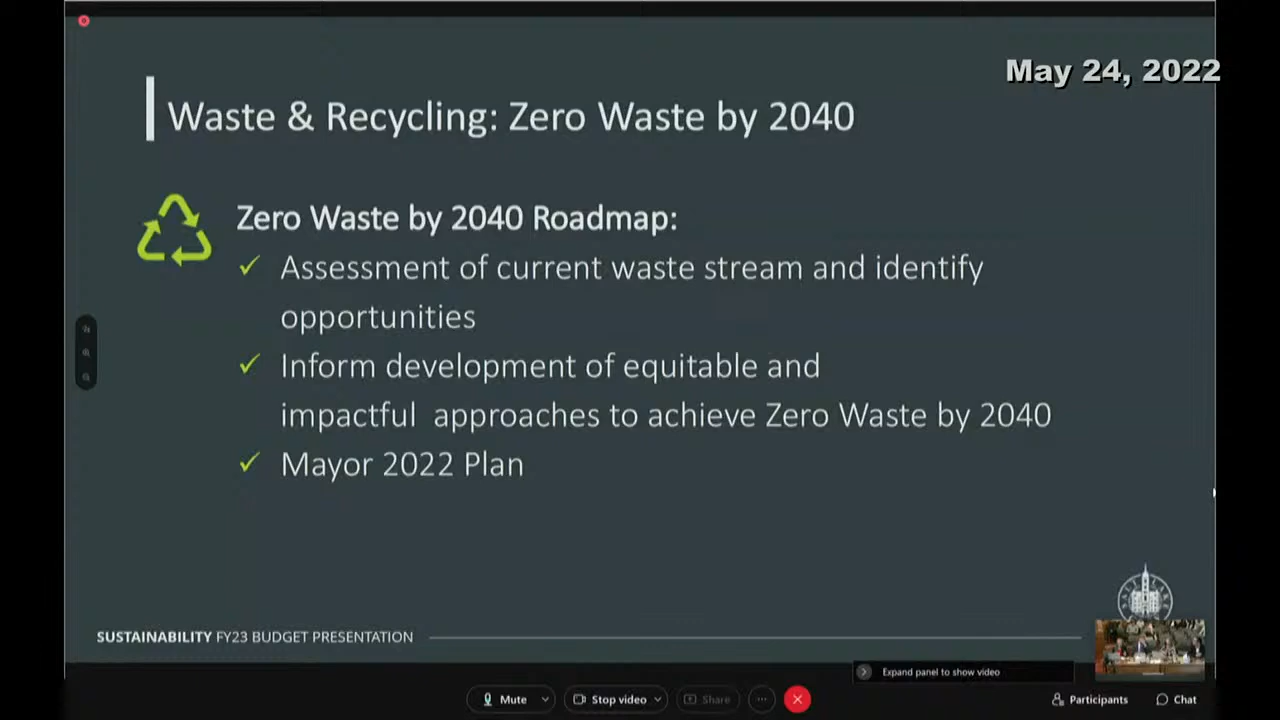 May 24, 2022
Waste & Recycling: Zero Waste by 2040
Zero Waste by 2040 Roadmap:
Assessment of current waste stream and identify
opportunities
Inform development of equitable and
impactful approaches to achieve Zero Waste by 2040
Mayor 2022 Plan
SUSTAINABILITY FY23 BUDGET PRESENTATION
Expand panel to show video
Mute
Stop video
Share
Participants
Chat